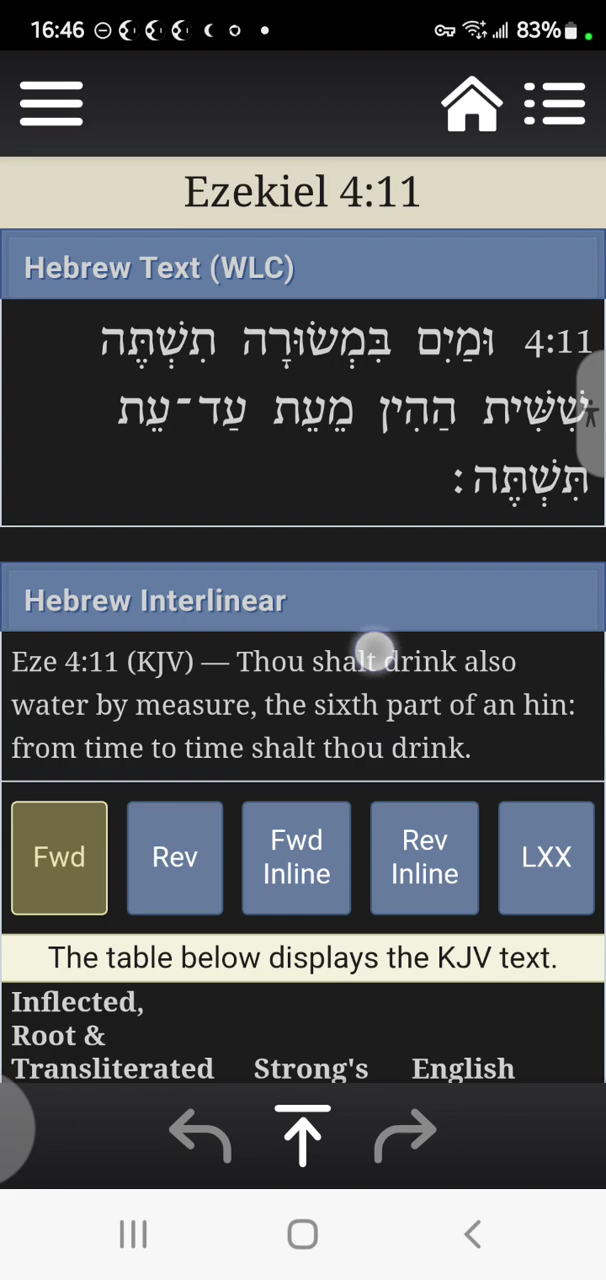 16:46 83%
Ezekiel 4:11
Hebrew Text (WLC)
4:11 וּמַיִם בִּמְשׂוּרָה תִשְׁתֶּה
שִׁשִּׁית הַהִין מֵעֵת עַד־עֵת
תִּשְׁתֶּה׃
Hebrew Interlinear
Eze 4:11 (KJV) — Thou shalt drink also
water by measure, the sixth part of an hin:
from time to time shalt thou drink.
Fwd Rev Fwd Inline Rev Inline LXX
The table below displays the KJV text.
Inflected,
Root &
Transliterated Strong's English